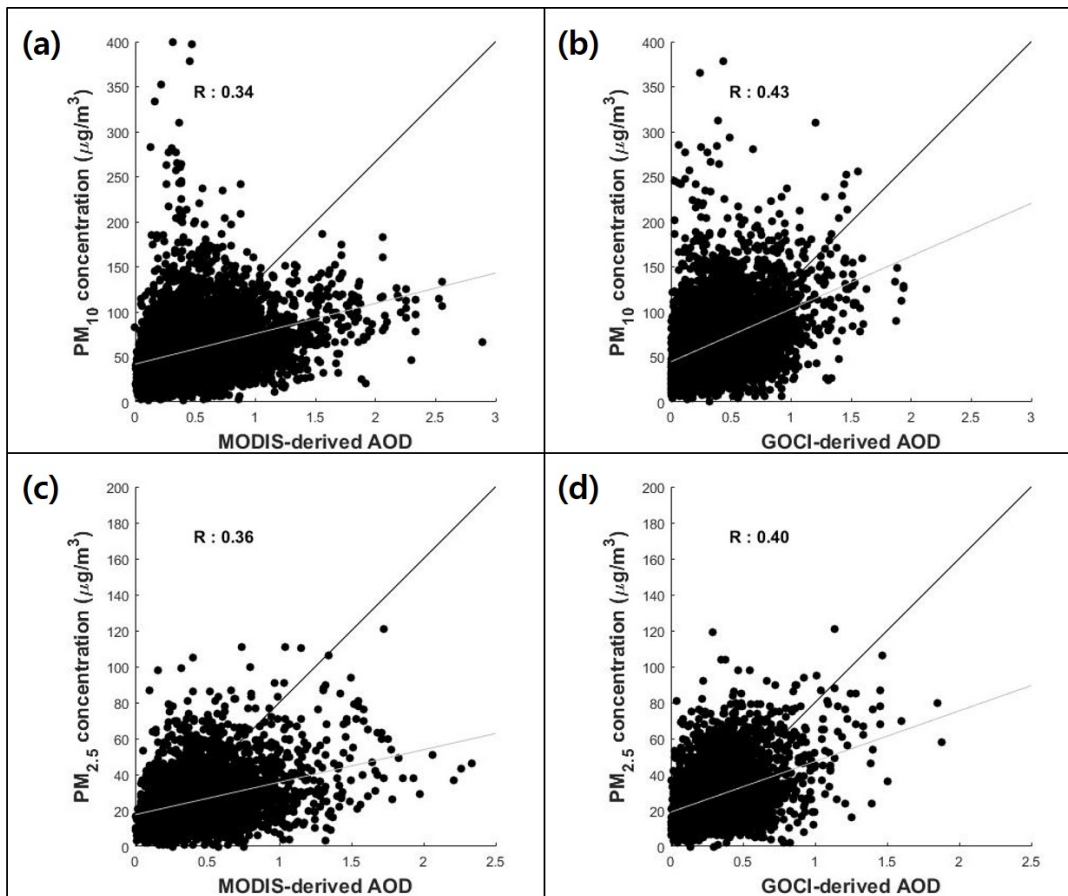 (a)
R : 0.34
PM10 concentration (μg/m3)
400
350
300
250
200
150
100
50
0
0 0.5 1 1.5 2 2.5 3
MODIS-derived AOD
(b)
R : 0.43
PM10 concentration (μg/m3)
400
350
300
250
200
150
100
50
0
0 0.5 1 1.5 2 2.5 3
GOCI-derived AOD
(c)
R : 0.36
PM2.5 concentration (μg/m3)
200
180
160
140
120
100
80
60
40
20
0
0 0.5 1 1.5 2 2.5
MODIS-derived AOD
(d)
R : 0.40
PM2.5 concentration (μg/m3)
200
180
160
140
120
100
80
60
40
20
0
0 0.5 1 1.5 2 2.5
GOCI-derived AOD